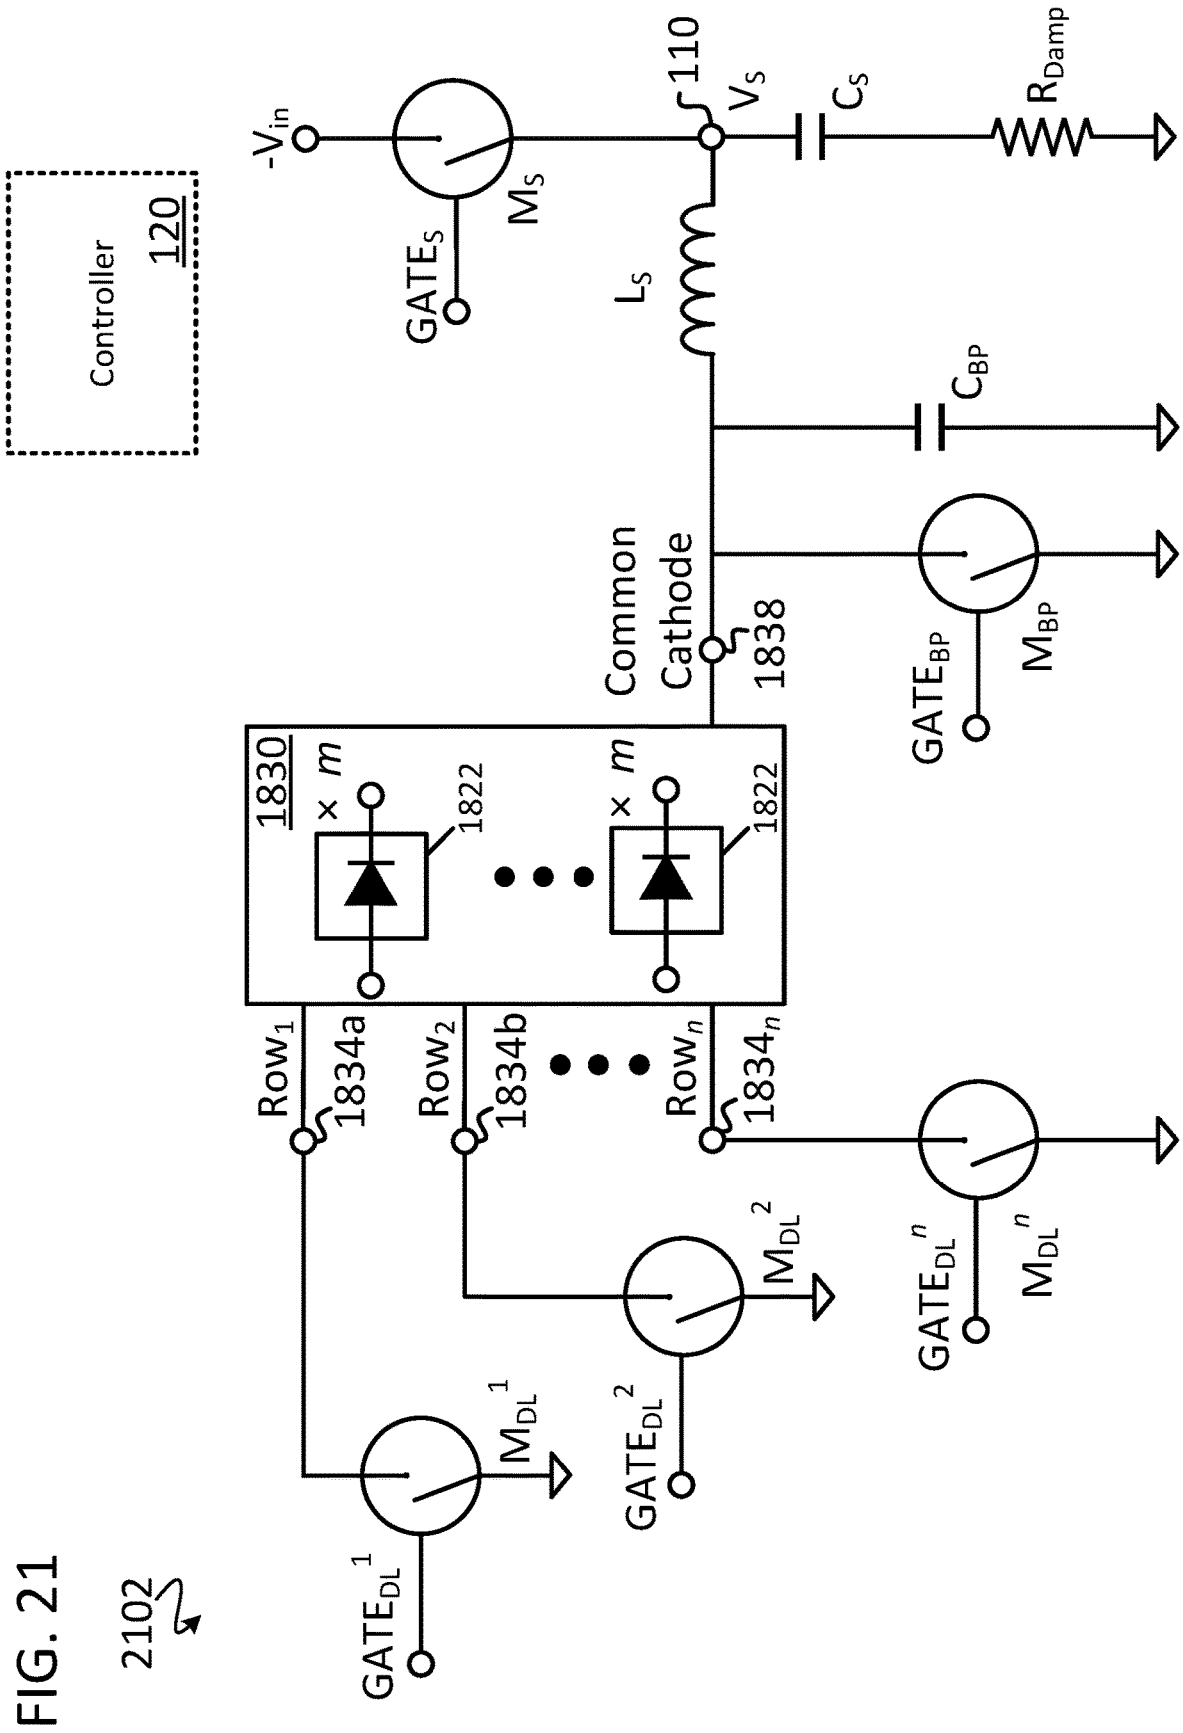 FIG. 21
2102
Controller
120
-Vin
GATES
MS
110
VS
CS
RDamp
LS
CBP
Common
Cathode
1838
GATEBP
MBP
1830
× m
1822
× m
1822
Row1
1834a
Row2
1834b
Rown
1834n
GATEDL1
MDL1
GATEDL2
MDL2
GATEDLn
MDLn